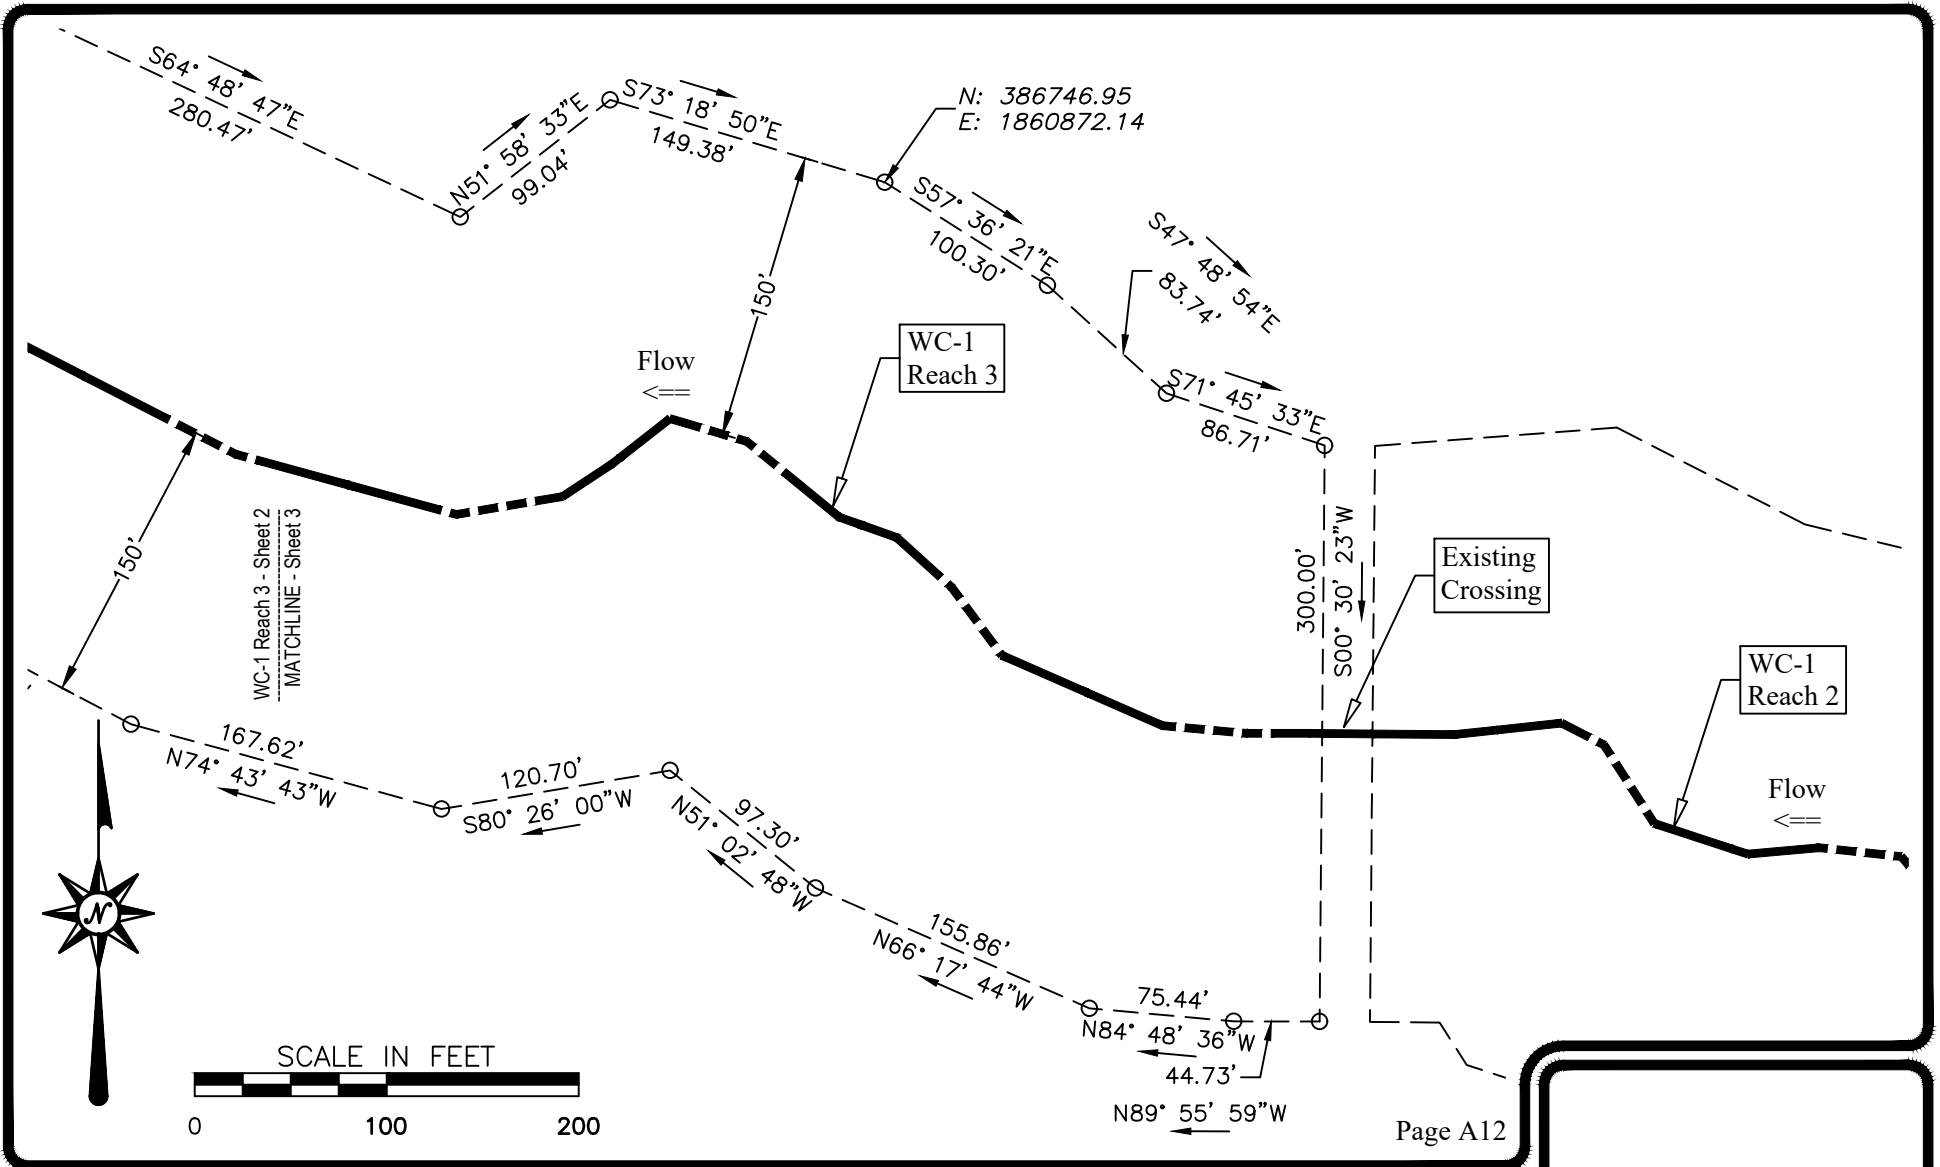 S64° 48' 47"E
280.47'
N51° 58' 33"E
99.04'
S73° 18' 50"E
149.38'
N: 386746.95
E: 1860872.14
S57° 36' 21"E
100.30'
S47° 48' 54"E
83.74'
S71° 45' 33"E
86.71'
150'
Flow
<==
WC-1
Reach 3
150'
WC-1 Reach 3 - Sheet 2
MATCHLINE - Sheet 3
300.00'
S00° 30' 23"W
Existing
Crossing
WC-1
Reach 2
Flow
<==
167.62'
N74° 43' 43"W
120.70'
S80° 26' 00"W
97.30'
N51° 02' 48"W
155.86'
N66° 17' 44"W
75.44'
N84° 48' 36"W
44.73'
N89° 55' 59"W
N
SCALE IN FEET
0 100 200
Page A12